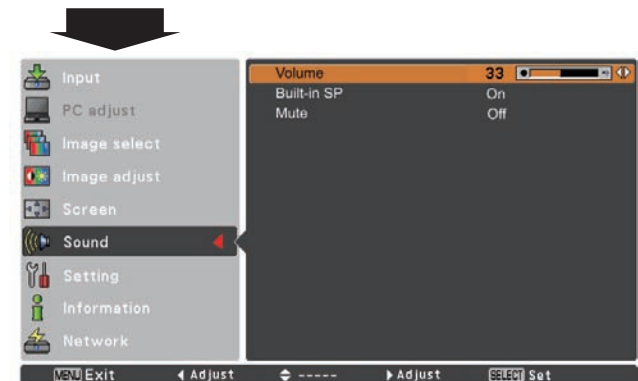 Input
PC adjust
Image select
Image adjust
Screen
Sound
Setting
Information
Network
Volume 33
Built-in SP On
Mute Off
MENU Exit ◀ Adjust ◆ ----- ▶ Adjust SELECT Set